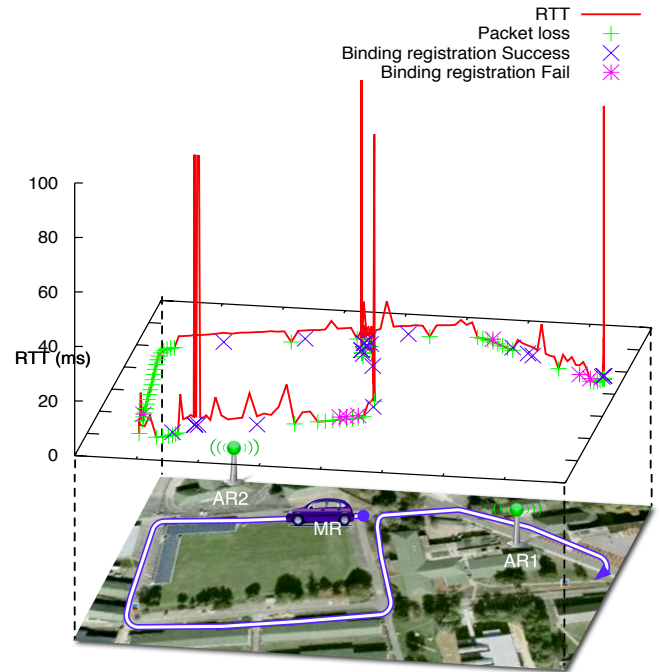 RTT
Packet loss
Binding registration Success
Binding registration Fail
100
80
60
40
RTT (ms)
20
0
AR2
MR
AR1